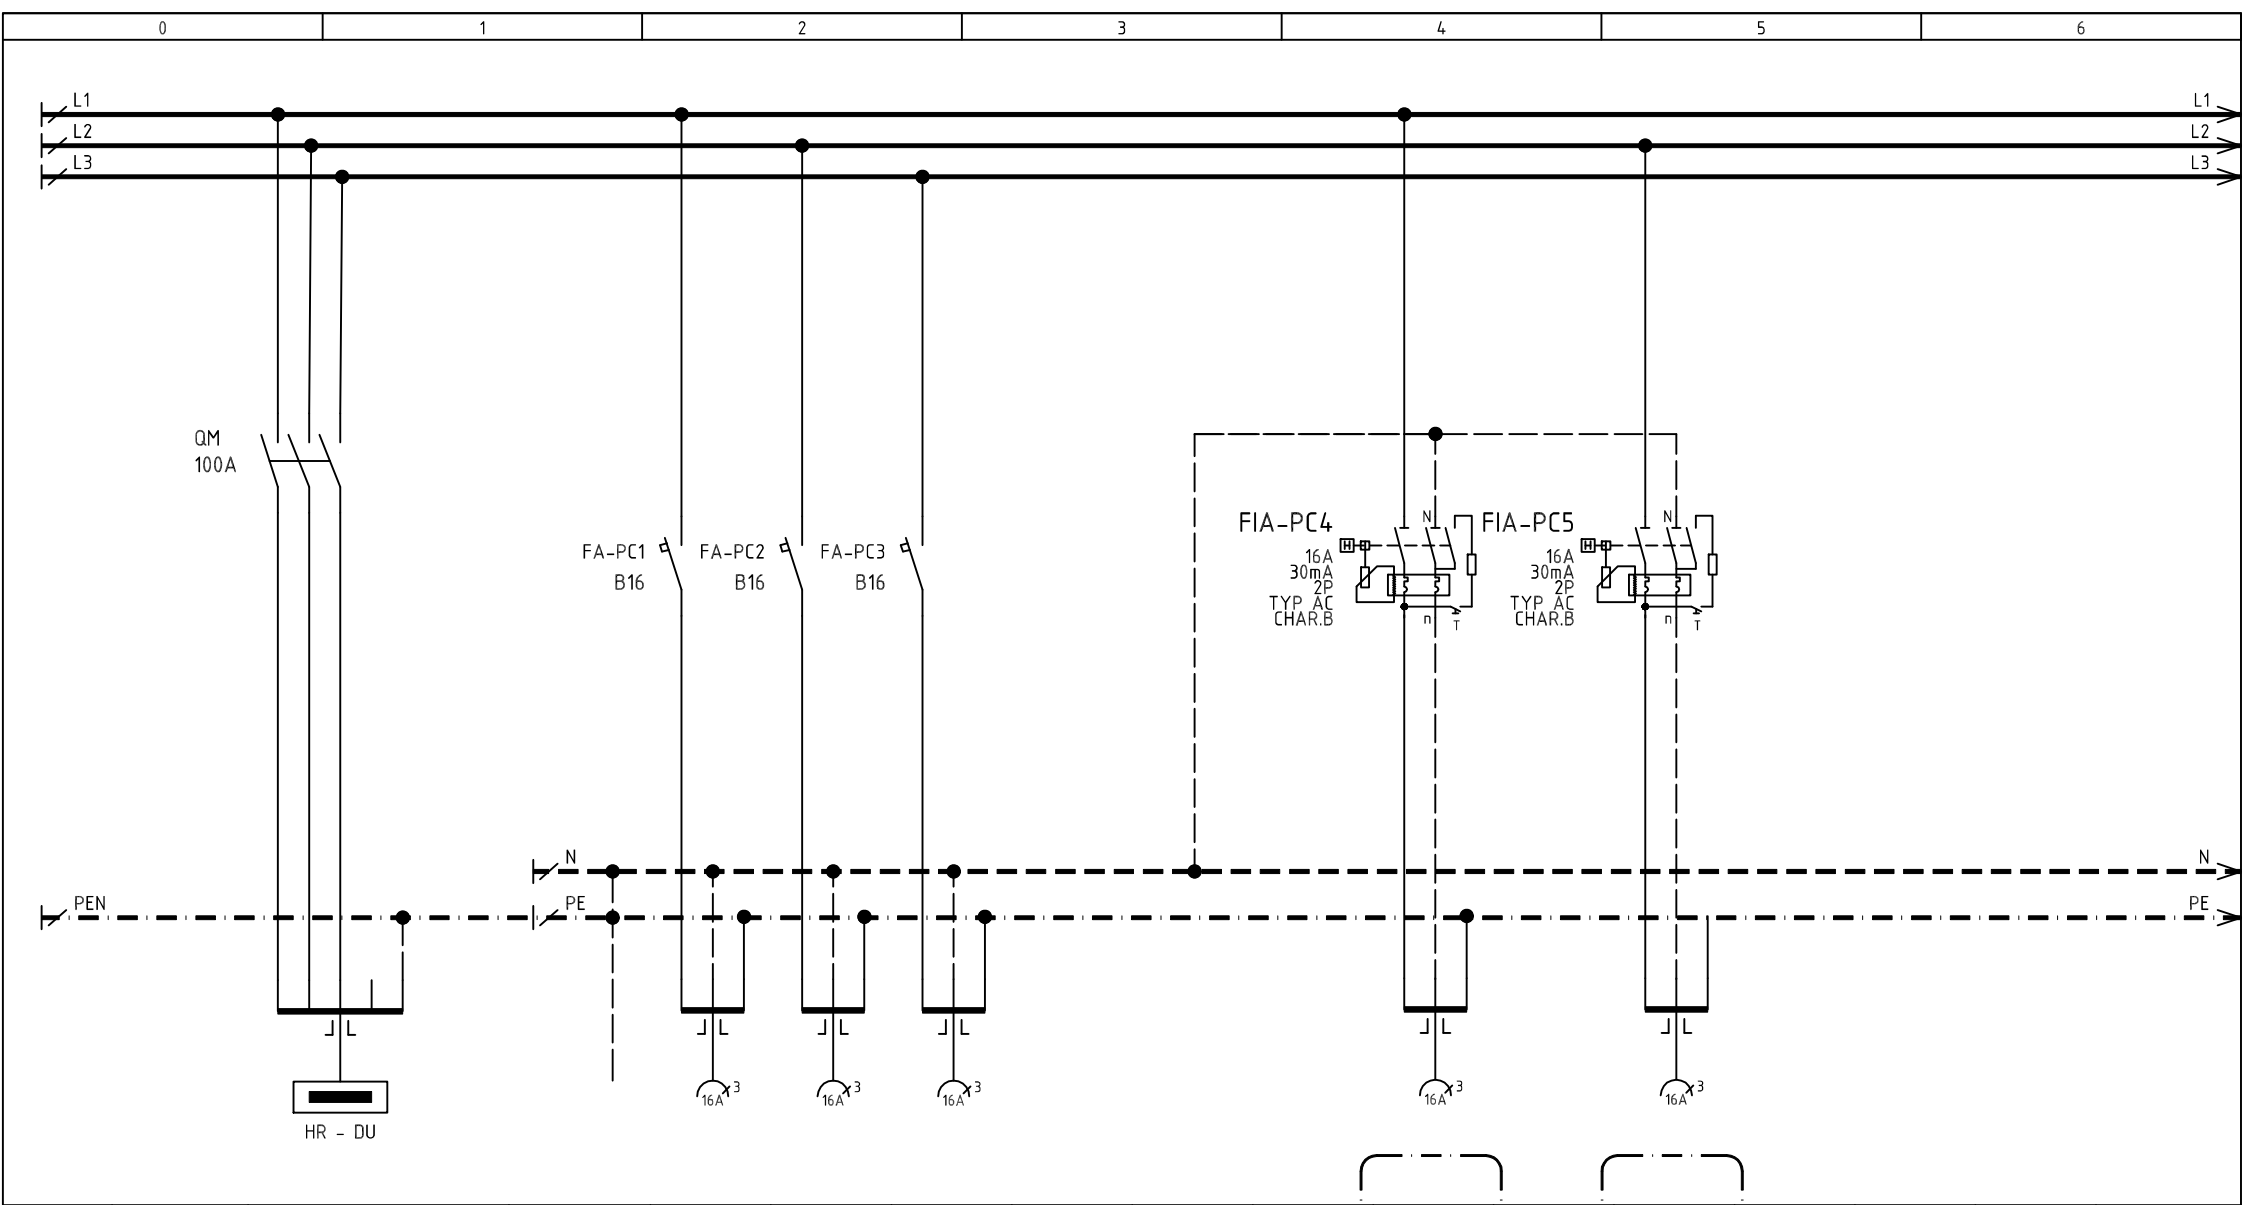 0 1 2 3 4 5 6
L1 L1
L2 L2
L3 L3
QM
100A
FIA-PC4 N FIA-PC5 N
FA-PC1 FA-PC2 FA-PC3
B16 B16 B16
H H
16A 16A
30mA 30mA
2P 2P
TYP AC TYP AC
CHAR.B n T CHAR.B n T
N N
PEN PE PE
3 3 3 3 3
16A 16A 16A 16A 16A
HR - DU